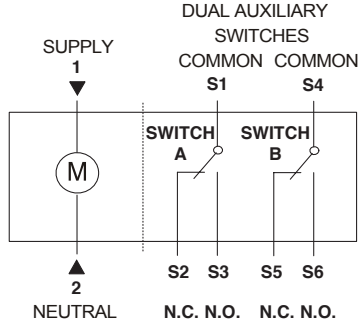 DUAL AUXILIARY
SWITCHES
SUPPLY
COMMON COMMON
1
S1 S4
SWITCH SWITCH
A B
M
2
S2 S3 S5 S6
NEUTRAL
N.C. N.O. N.C. N.O.